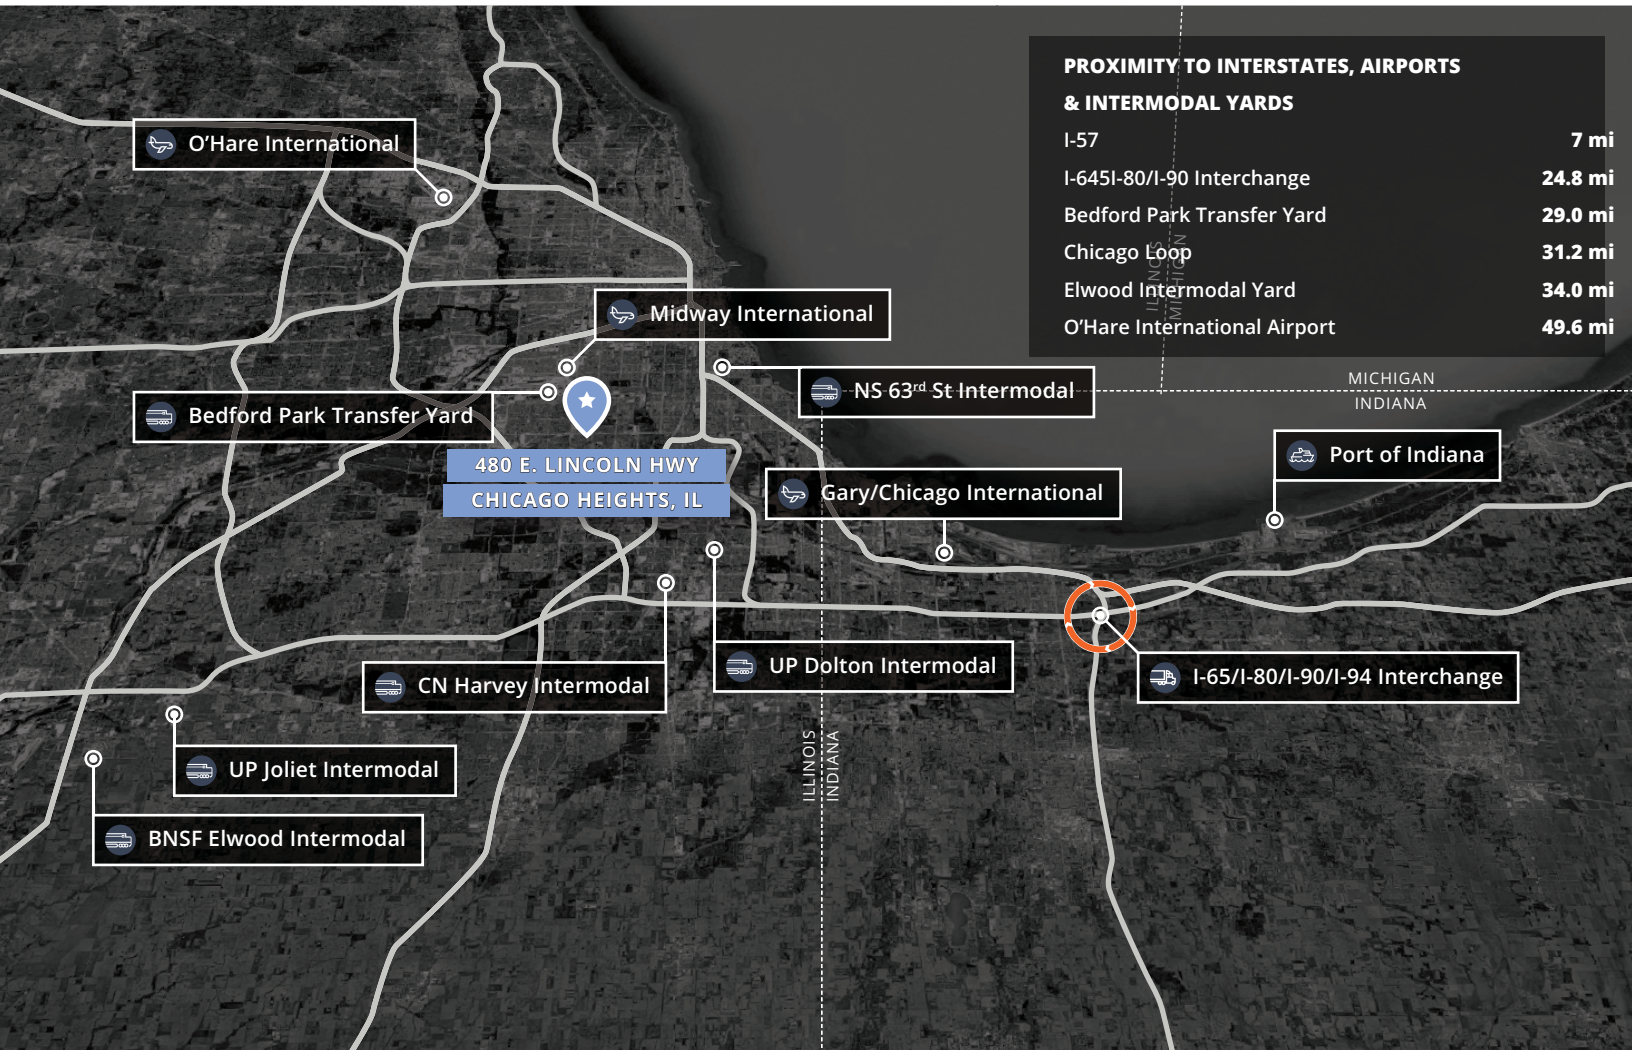 PROXIMITY TO INTERSTATES, AIRPORTS
& INTERMODAL YARDS
I-57 7 mi
I-645I-80/I-90 Interchange 24.8 mi
Bedford Park Transfer Yard 29.0 mi
Chicago Loop 31.2 mi
Elwood Intermodal Yard 34.0 mi
O’Hare International Airport 49.6 mi
ILLINOIS
MICHIGAN
O’Hare International
Midway International
MICHIGAN
INDIANA
NS 63rd St Intermodal
Bedford Park Transfer Yard
Port of Indiana
480 E. LINCOLN HWY
CHICAGO HEIGHTS, IL
Gary/Chicago International
UP Dolton Intermodal
I-65/I-80/I-90/I-94 Interchange
CN Harvey Intermodal
ILLINOIS
INDIANA
UP Joliet Intermodal
BNSF Elwood Intermodal